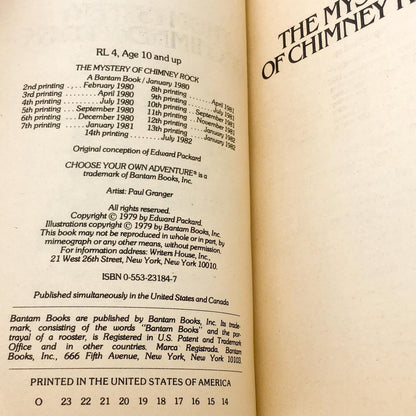 RL 4, Age 10 and up
THE MYSTERY OF CHIMNEY ROCK
A Bantam Book / January 1980
2nd printing .... February 1980
3rd printing ....... April 1980
4th printing ........ July 1980
5th printing .. September 1980
6th printing ... December 1980
7th printing .... January 1981
8th printing
9th printing ....... April 1981
10th printing ....... July 1981
11th printing . September 1981
12th printing . November 1981
13th printing ... January 1982
14th printing ....... July 1982
Original conception of Edward Packard
CHOOSE YOUR OWN ADVENTURE® is a
trademark of Bantam Books, Inc.
Artist: Paul Granger
All rights reserved.
Copyright © 1979 by Edward Packard.
Illustrations copyright © 1979 by Bantam Books, Inc.
This book may not be reproduced in whole or in part, by
mimeograph or any other means, without permission.
For information address: Writers House, Inc.,
21 West 26th Street, New York, New York 10010.
ISBN 0-553-23184-7
Published simultaneously in the United States and Canada
Bantam Books are published by Bantam Books, Inc. Its trade-
mark, consisting of the words "Bantam Books" and the por-
trayal of a rooster, is Registered in U.S. Patent and Trademark
Office and in other countries. Marca Registrada. Bantam
Books, Inc., 666 Fifth Avenue, New York, New York 10103.
PRINTED IN THE UNITED STATES OF AMERICA
O 23 22 21 20 19 18 17 16 15 14
THE MYST
OF CHIMNEY R